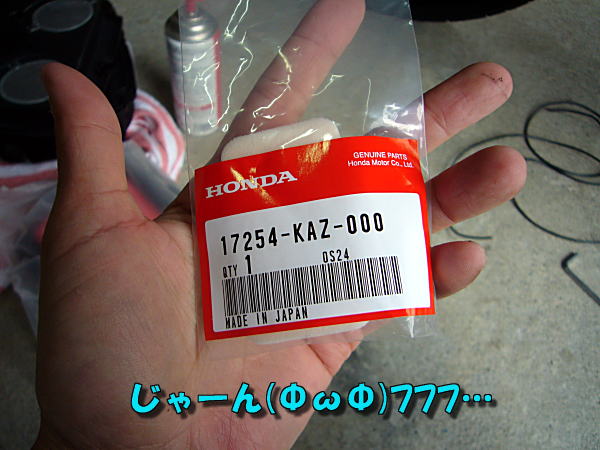 GENUINE PARTS
Honda Motor Co., Ltd.
HONDA
17254-KAZ-000
QTY 1 0S24
MADE IN JAPAN
じゃーん(ΦωΦ)フフフ…